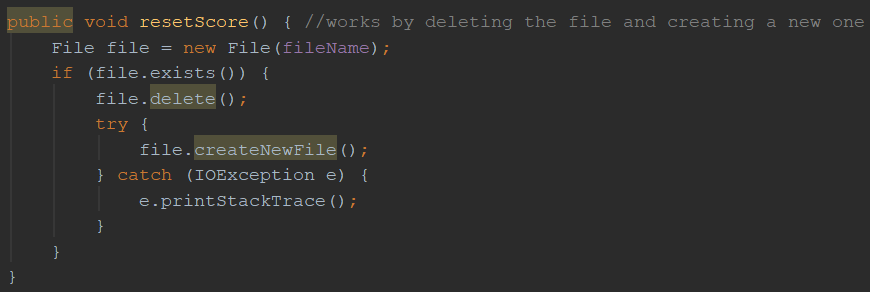 public void resetScore() { //works by deleting the file and creating a new one
    File file = new File(fileName);
    if (file.exists()) {
        file.delete();
        try {
            file.createNewFile();
        } catch (IOException e) {
            e.printStackTrace();
        }
    }
}